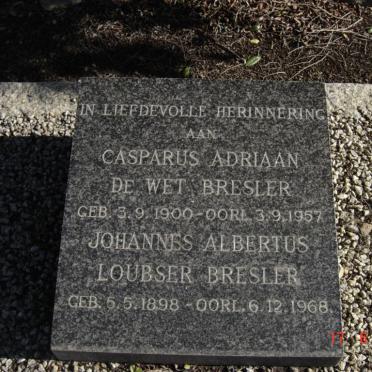 IN LIEFDEVOLLE HERINNERING
AAN
CASPARUS ADRIAAN
DE WET BRESLER
GEB. 3.9.1900 - OORL. 3.9.1957
JOHANNES ALBERTUS
LOUBSER BRESLER
GEB. 5.5.1898 - OORL. 6.12.1968